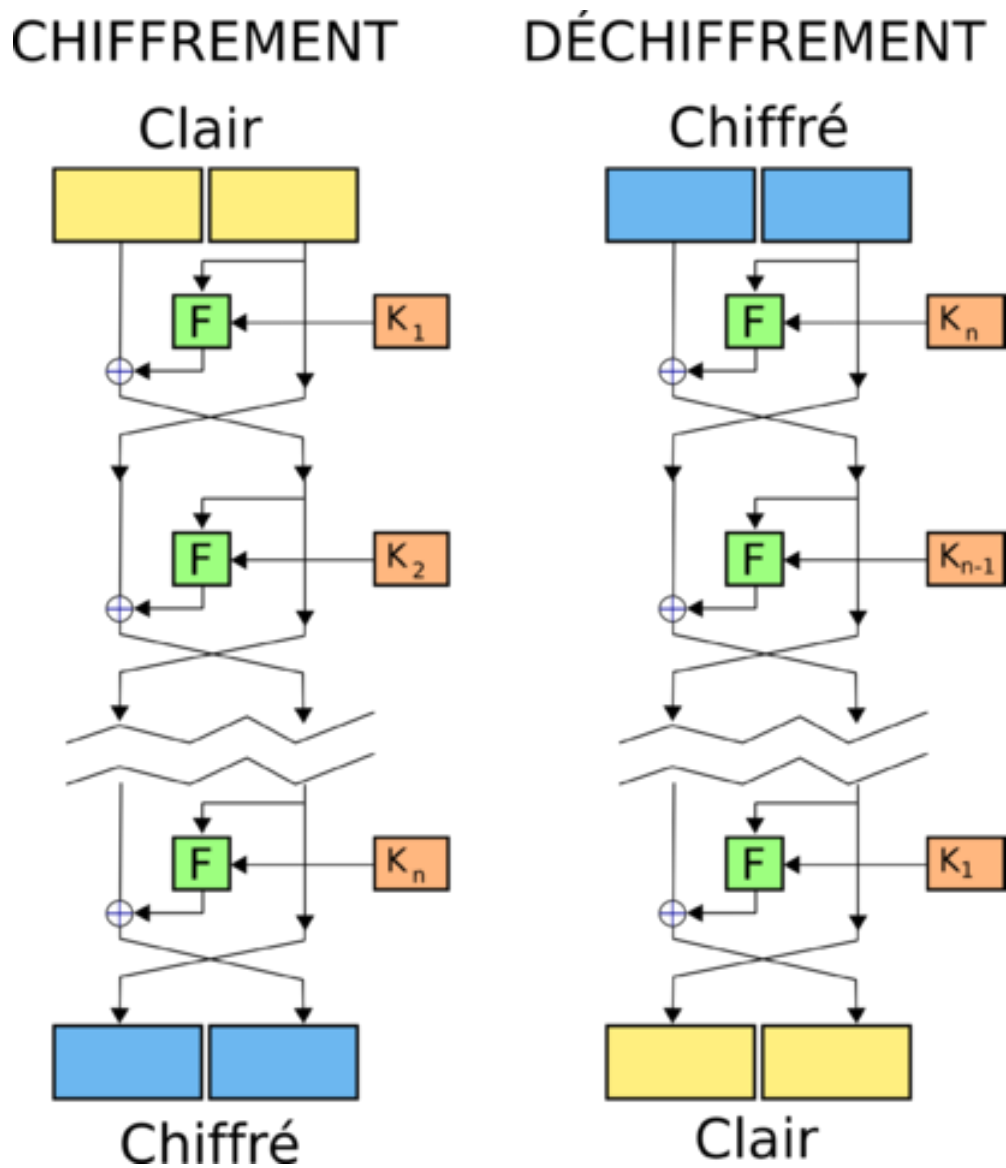 CHIFFREMENT
Clair
F
K1
F
K2
F
Kn
Chiffré
DÉCHIFFREMENT
Chiffré
F
Kn
F
Kn-1
F
K1
Clair